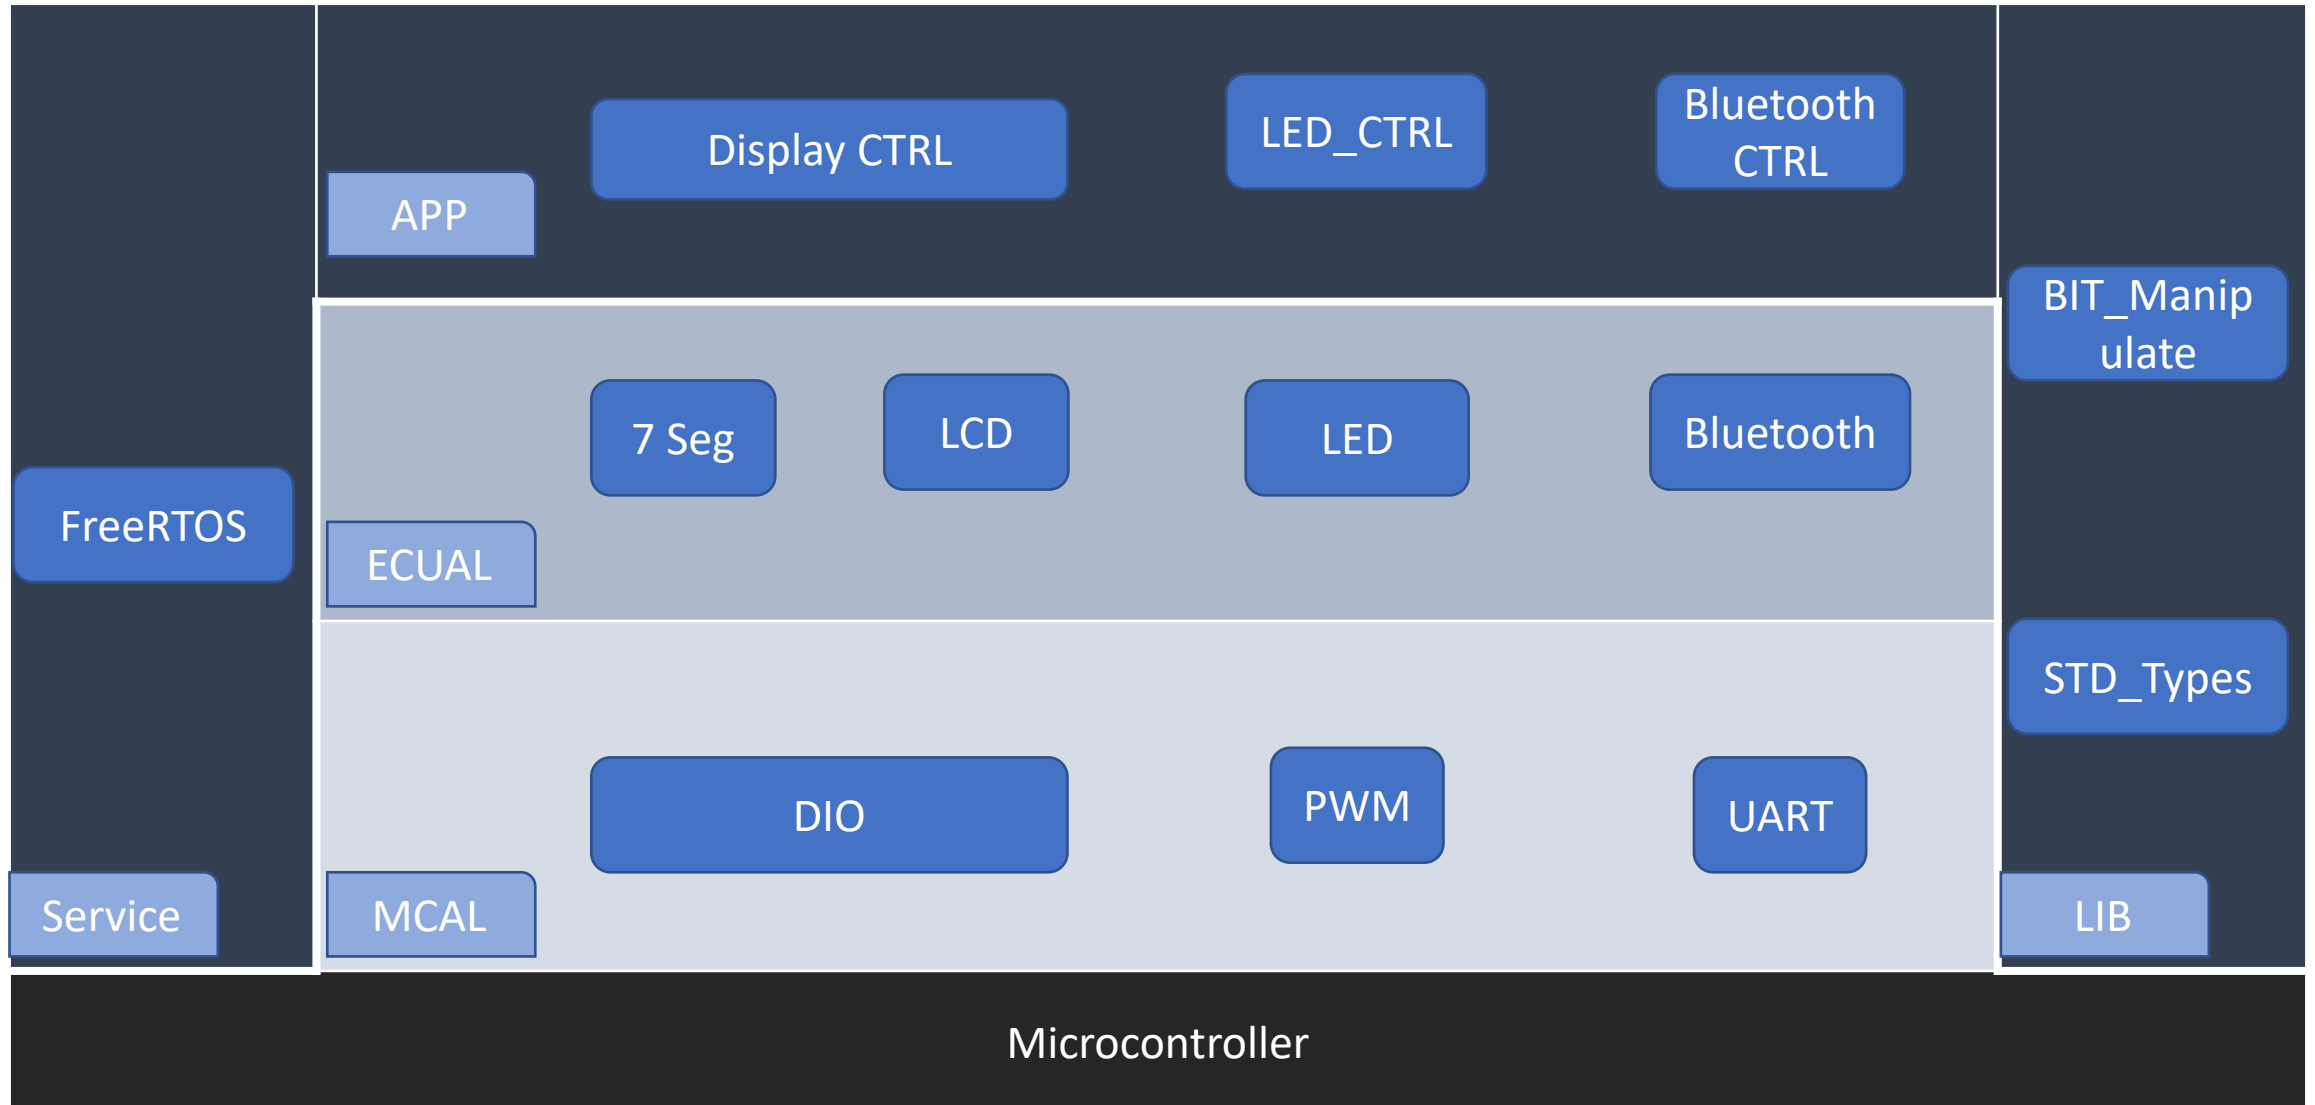 Display CTRL
LED_CTRL
Bluetooth
CTRL
APP
BIT_Manip
ulate
7 Seg
LCD
LED
Bluetooth
FreeRTOS
ECUAL
STD_Types
DIO
PWM
UART
Service
MCAL
LIB
Microcontroller